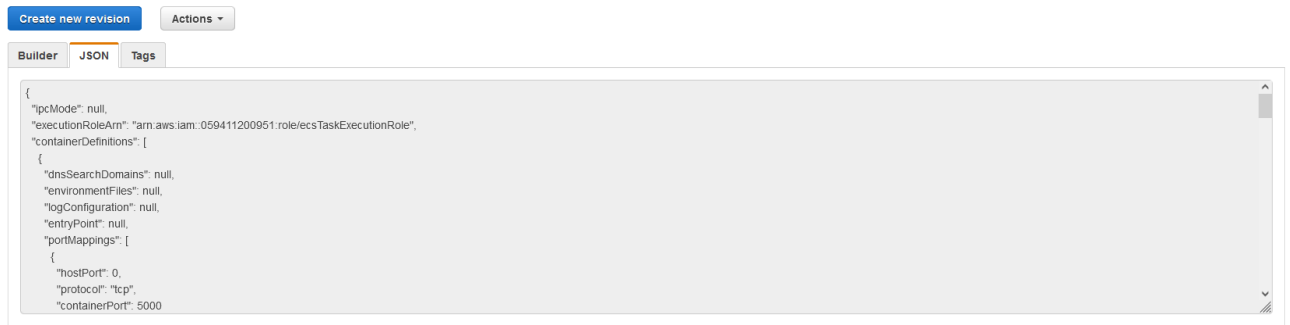 Create new revision Actions
Builder JSON Tags
{
"ipcMode": null,
"executionRoleArn": "arn:aws:iam::059411200951:role/ecsTaskExecutionRole",
"containerDefinitions": [
{
"dnsSearchDomains": null,
"environmentFiles": null,
"logConfiguration": null,
"entryPoint": null,
"portMappings": [
{
"hostPort": 0,
"protocol": "tcp",
"containerPort": 5000